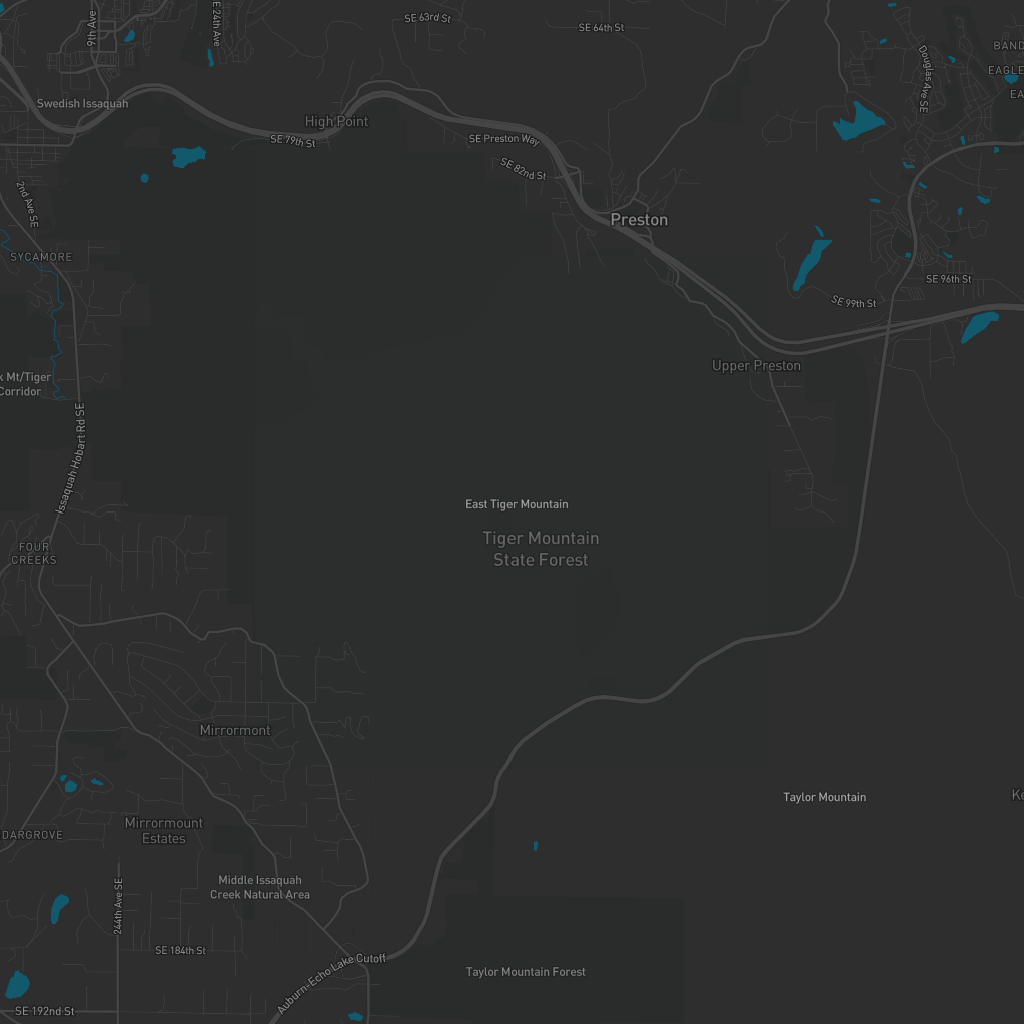 9th Ave
E 24th Ave
SE 63rd St
SE 64th St
BAND
EAGLE
EA
Douglas Ave SE
Swedish Issaquah
High Point
SE 79th St
SE Preston Way
SE 82nd St
2nd Ave SE
Preston
SYCAMORE
SE 96th St
SE 99th St
Upper Preston
k Mt/Tiger
Corridor
Issaquah Hobart Rd SE
East Tiger Mountain
Tiger Mountain
State Forest
FOUR
CREEKS
Mirrormont
Taylor Mountain
Ke
Mirrormount
Estates
DARGROVE
Middle Issaquah
Creek Natural Area
244th Ave SE
SE 184th St
Auburn-Echo Lake Cutoff
Taylor Mountain Forest
SE 192nd St